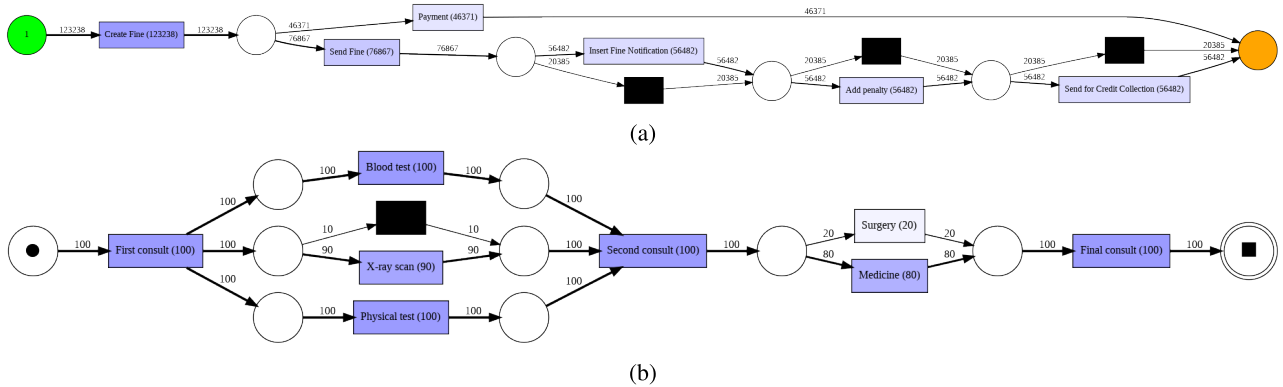 1
123238
Create Fine (123238)
123238
46371
Payment (46371)
46371
76867
Send Fine (76867)
76867
56482
Insert Fine Notification (56482)
56482
20385
20385
20385
20385
56482
Add penalty (56482)
56482
20385
20385
56482
Send for Credit Collection (56482)
56482
(a)
100
First consult (100)
100
100
Blood test (100)
100
100
100
10
10
90
X-ray scan (90)
90
100
100
100
Physical test (100)
100
100
Second consult (100)
100
20
Surgery (20)
20
80
Medicine (80)
80
100
Final consult (100)
100
(b)